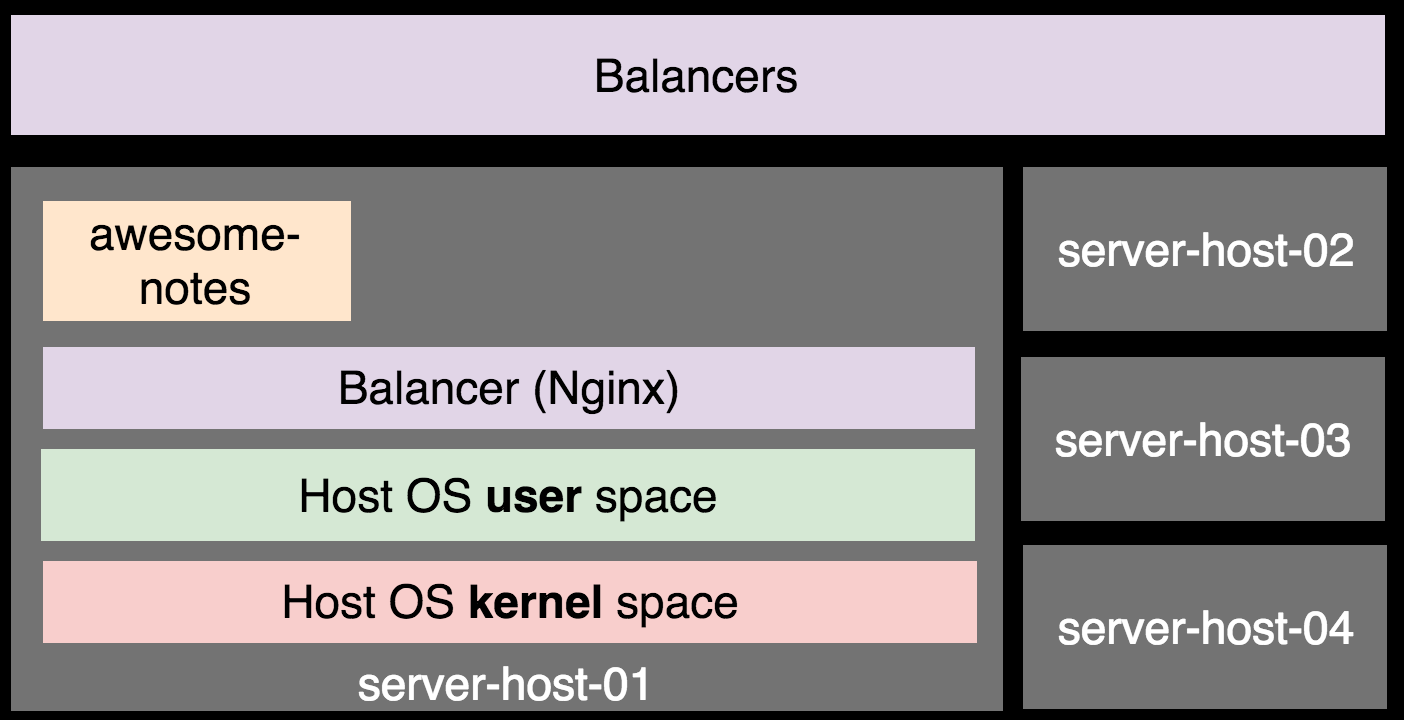 Balancers
awesome-
notes
Balancer (Nginx)
Host OS user space
Host OS kernel space
server-host-01
server-host-02
server-host-03
server-host-04